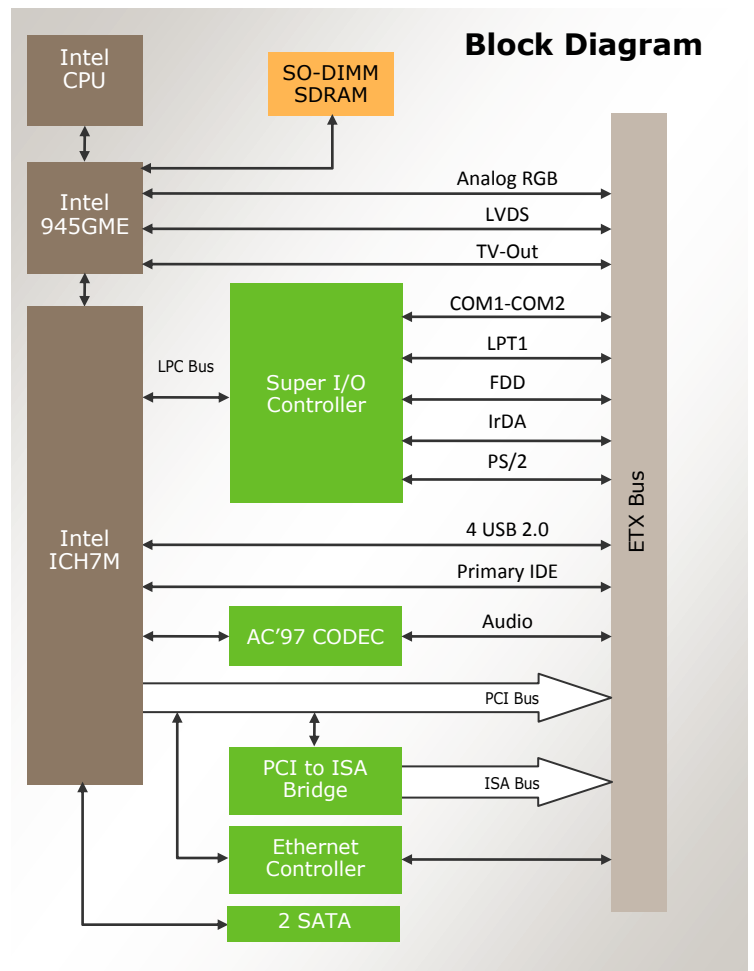 Block Diagram
Intel
CPU
SO-DIMM
SDRAM
Intel
945GME
Analog RGB
LVDS
TV-Out
COM1-COM2
LPT1
FDD
IrDA
PS/2
LPC Bus
Super I/O
Controller
ETX Bus
Intel
ICH7M
4 USB 2.0
Primary IDE
AC’97 CODEC
Audio
PCI Bus
PCI to ISA
Bridge
ISA Bus
Ethernet
Controller
2 SATA